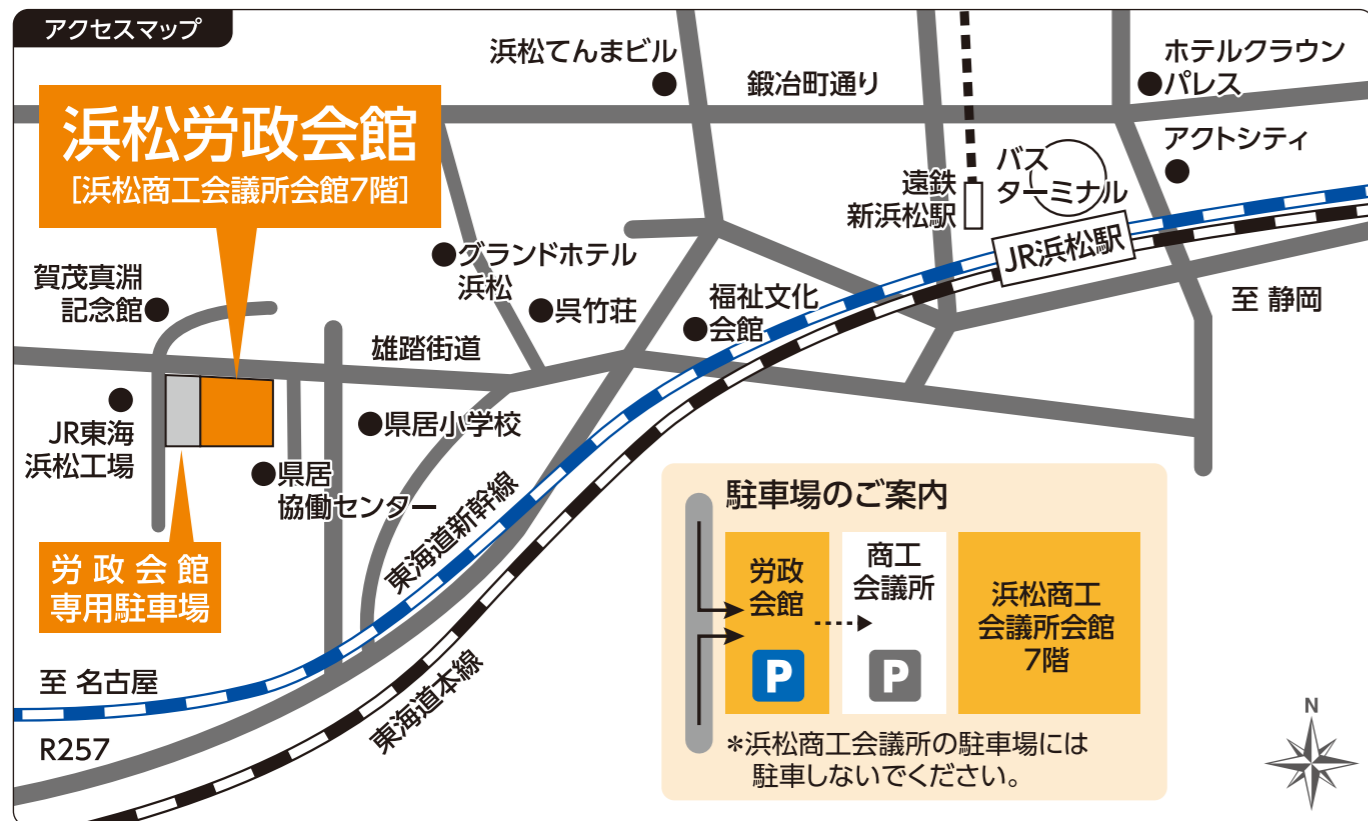 アクセスマップ
浜松てんまビル
鍛冶町通り
ホテルクラウン
パレス
浜松労政会館
[浜松商工会議所会館7階]
アクトシティ
バス
ターミナル
遠鉄
新浜松駅
JR浜松駅
グランドホテル
浜松
賀茂真淵
記念館
呉竹荘
福祉文化
会館
至 静岡
雄踏街道
JR東海
浜松工場
県居小学校
県居
協働センター
東海道新幹線
労政会館
専用駐車場
至 名古屋
東海道本線
R257
駐車場のご案内
労政
会館
P
商工
会議所
P
浜松商工
会議所会館
7階
*浜松商工会議所の駐車場には
駐車しないでください。
N